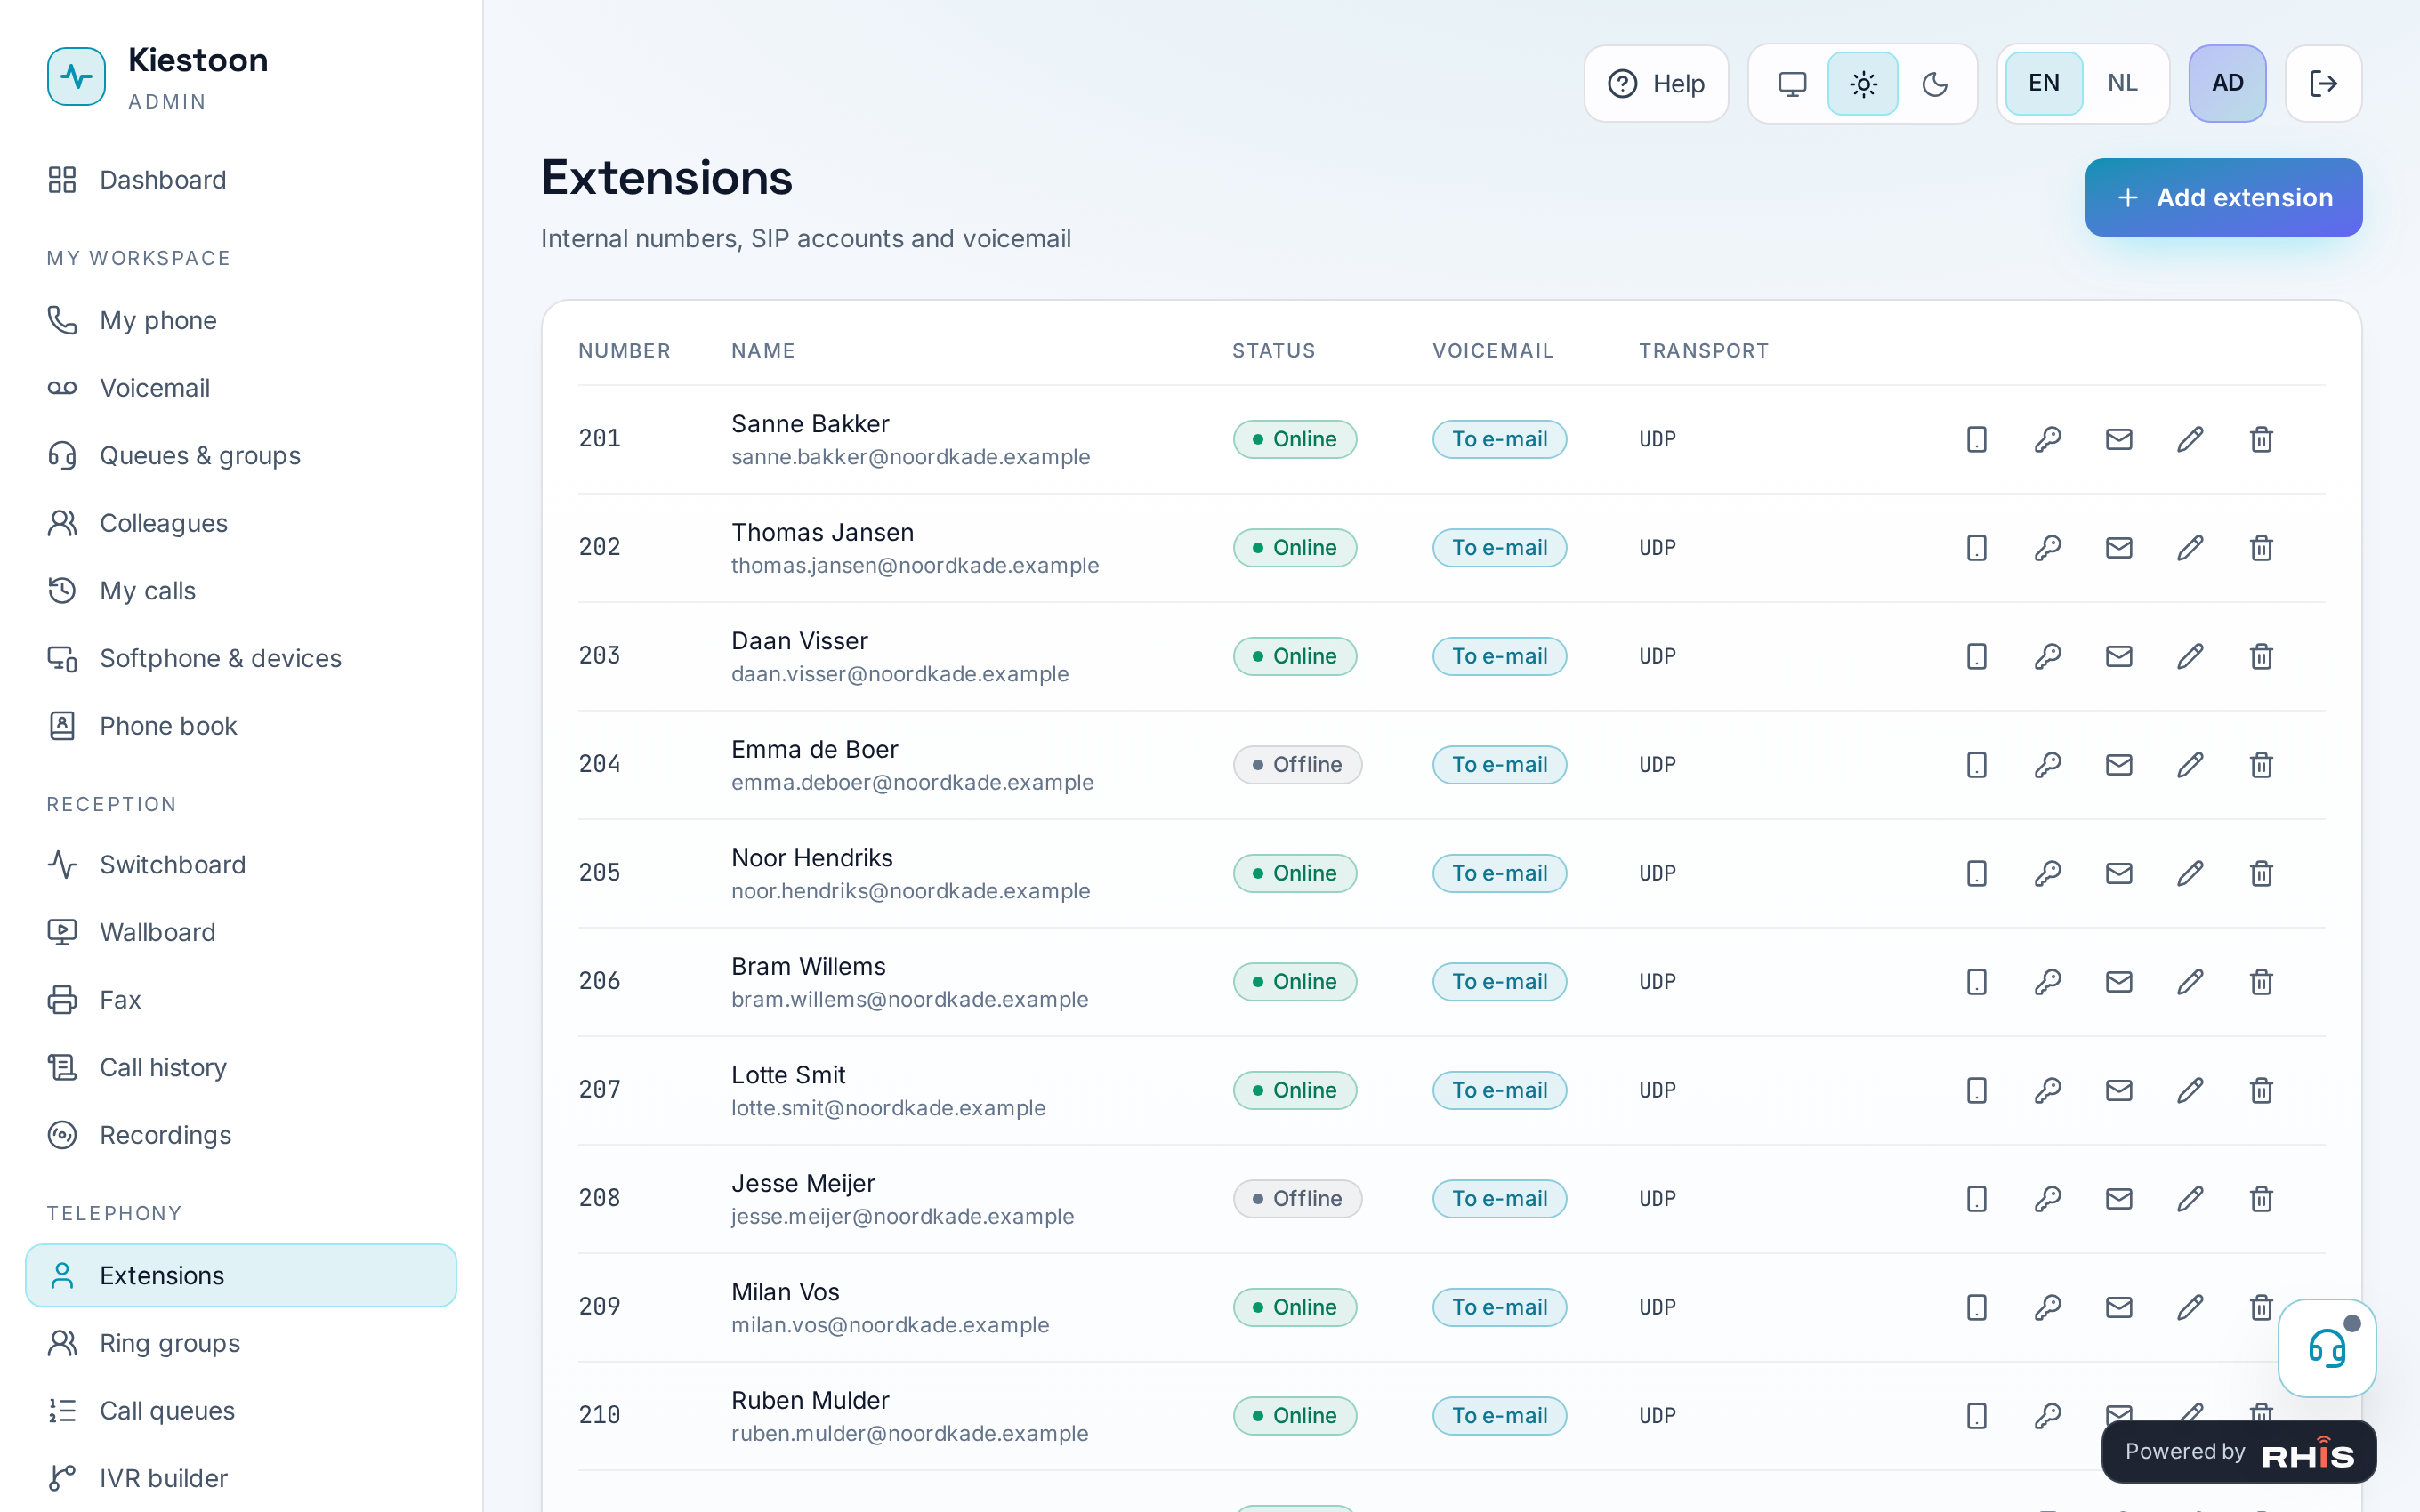 Kiestoon
ADMIN
Dashboard
MY WORKSPACE
My phone
Voicemail
Queues & groups
Colleagues
My calls
Softphone & devices
Phone book
RECEPTION
Switchboard
Wallboard
Fax
Call history
Recordings
TELEPHONY
Extensions
Ring groups
Call queues
IVR builder
Help
EN NL
AD
Extensions
Internal numbers, SIP accounts and voicemail
Add extension
NUMBER NAME STATUS VOICEMAIL TRANSPORT
201 Sanne Bakker Online To e-mail UDP
sanne.bakker@noordkade.example
202 Thomas Jansen Online To e-mail UDP
thomas.jansen@noordkade.example
203 Daan Visser Online To e-mail UDP
daan.visser@noordkade.example
204 Emma de Boer Offline To e-mail UDP
emma.deboer@noordkade.example
205 Noor Hendriks Online To e-mail UDP
noor.hendriks@noordkade.example
206 Bram Willems Online To e-mail UDP
bram.willems@noordkade.example
207 Lotte Smit Online To e-mail UDP
lotte.smit@noordkade.example
208 Jesse Meijer Offline To e-mail UDP
jesse.meijer@noordkade.example
209 Milan Vos Online To e-mail UDP
milan.vos@noordkade.example
210 Ruben Mulder Online To e-mail UDP
ruben.mulder@noordkade.example
Powered by RHIS